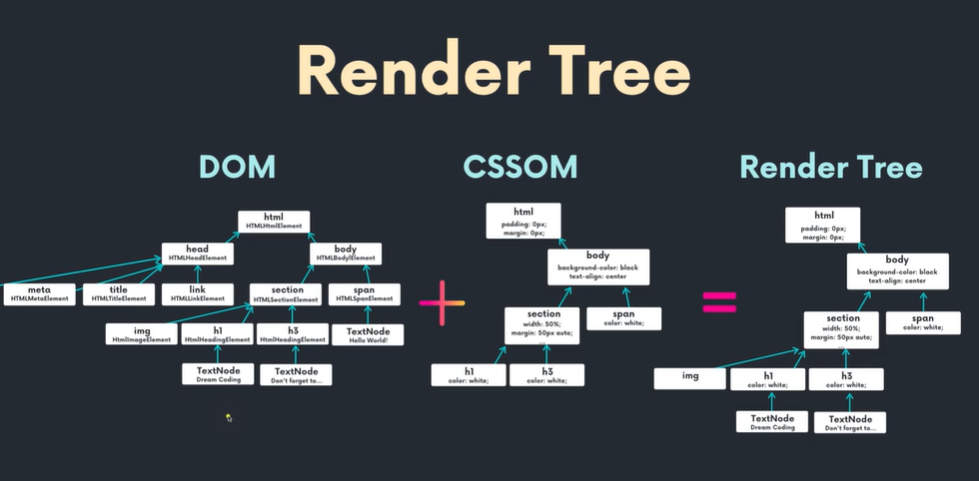 Render Tree
DOM
CSSOM
Render Tree
html
HTMLHtmlElement
head
HTMLHeadElement
body
HTMLBodylElement
meta
HTMLMetaElement
title
HTMLTitleElement
link
HTMLLinkElement
section
HTMLSectionElement
span
HTMLSpanElement
img
HtmlImageElement
h1
HtmlHeadingElement
h3
HtmlHeadingElement
TextNode
Hello World!
TextNode
Dream Coding
TextNode
Don't forget to...
+
html
padding: 0px;
margin: 0px;
body
background-color: black
text-align: center
section
width: 50%;
margin: 50px auto;
...
span
color: white;
h1
color: white;
h3
color: white;
=
html
padding: 0px;
margin: 0px;
body
background-color: black
text-align: center
section
width: 50%;
margin: 50px auto;
...
span
color: white;
img
h1
color: white;
h3
color: white;
TextNode
Dream Coding
TextNode
Don't forget to...